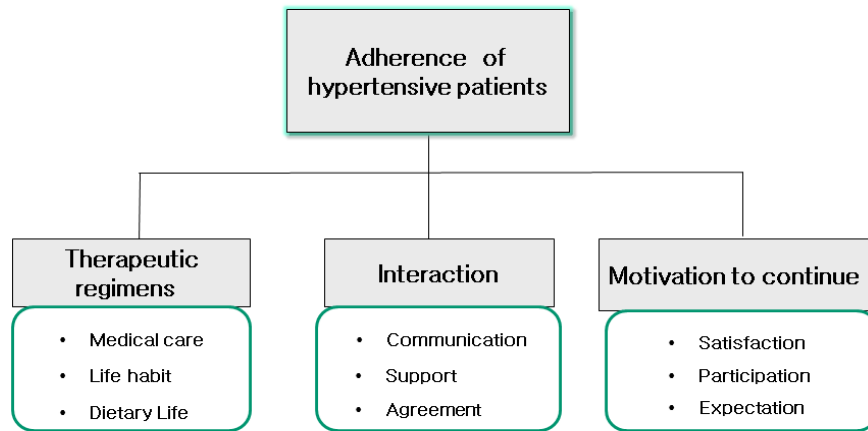 Adherence of
hypertensive patients
Therapeutic
regimens
• Medical care
• Life habit
• Dietary Life
Interaction
• Communication
• Support
• Agreement
Motivation to continue
• Satisfaction
• Participation
• Expectation